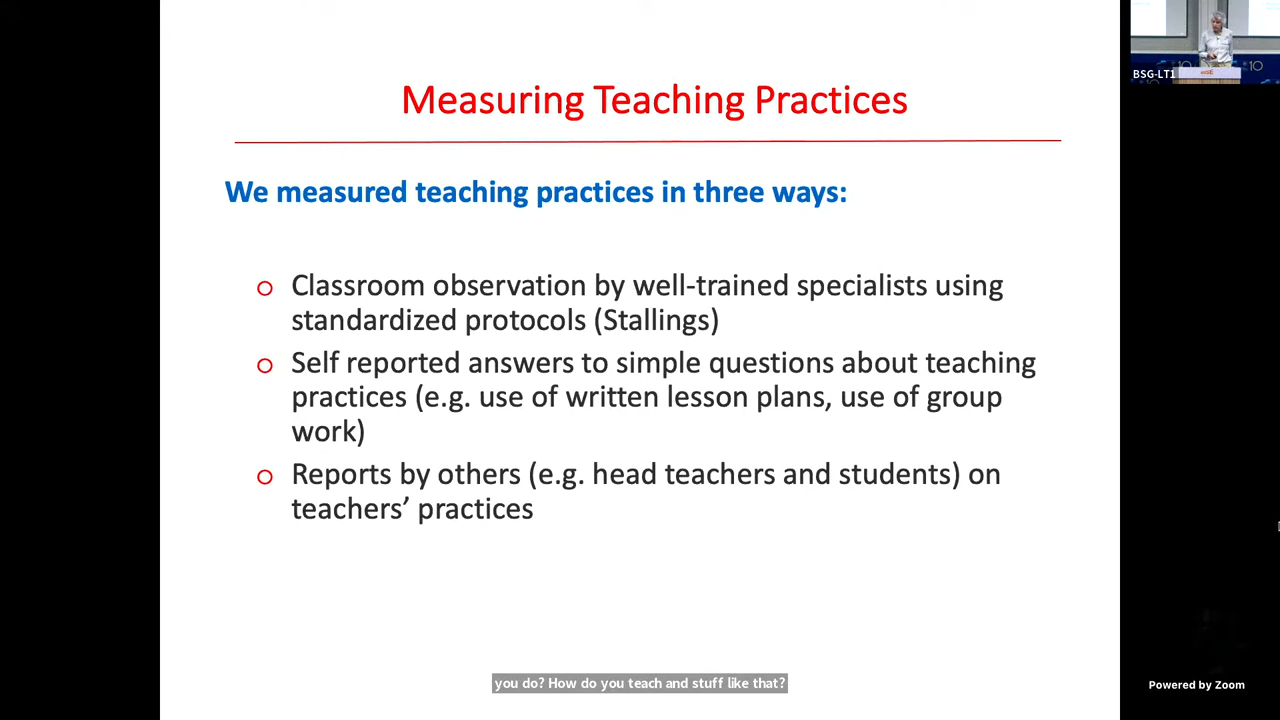 Measuring Teaching Practices
We measured teaching practices in three ways:
Classroom observation by well-trained specialists using
standardized protocols (Stallings)
Self reported answers to simple questions about teaching
practices (e.g. use of written lesson plans, use of group
work)
Reports by others (e.g. head teachers and students) on
teachers’ practices
you do? How do you teach and stuff like that?
BSG-LT1
Powered by Zoom